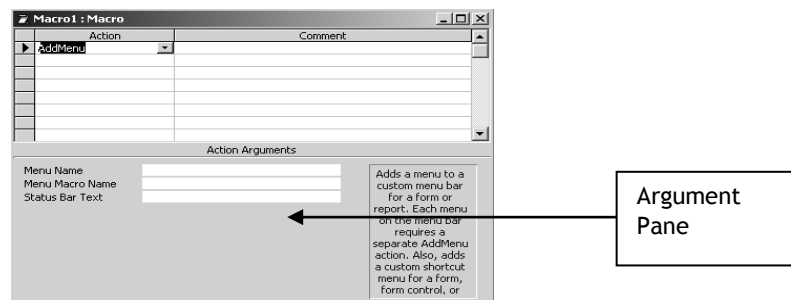 Macro1 : Macro
Action Comment
AddMenu
Action Arguments
Menu Name
Menu Macro Name
Status Bar Text
Adds a menu to a
custom menu bar
for a form or
report. Each menu
on the menu bar
requires a
separate AddMenu
action. Also, adds
a custom shortcut
menu for a form,
form control, or
Argument
Pane